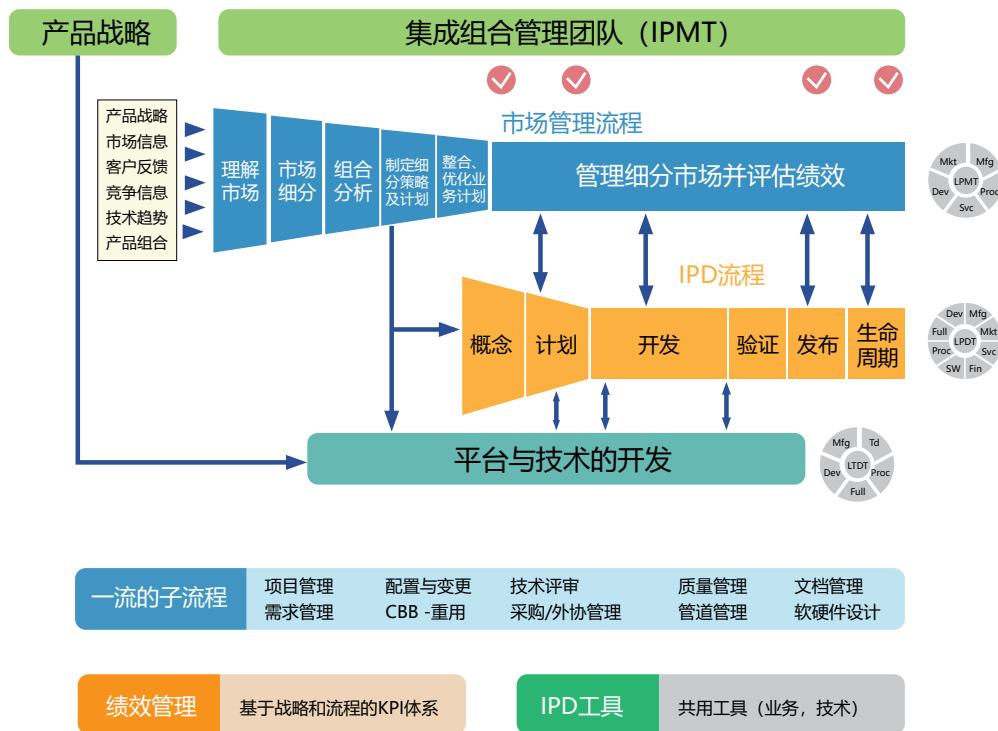 产品战略
集成组合管理团队（IPMT）
产品战略
市场信息
客户反馈
竞争信息
技术趋势
产品组合
市场管理流程
理解
市场
市场
细分
组合
分析
制定细
分策略
及计划
整合、
优化业
务计划
管理细分市场并评估绩效
Mkt
Mfg
LPMT
Dev
Proc
Svc
IPD流程
概念
计划
开发
验证
发布
生命
周期
Dev
Mfg
Full
Mkt
LPDT
Proc
Svc
SW
Fin
平台与技术的开发
Mfg
Td
LTDT
Dev
Proc
Full
一流的子流程
项目管理 配置与变更 技术评审 质量管理 文档管理
需求管理 CBB -重用 采购/外协管理 管道管理 软硬件设计
绩效管理
基于战略和流程的KPI体系
IPD工具
共用工具（业务，技术）